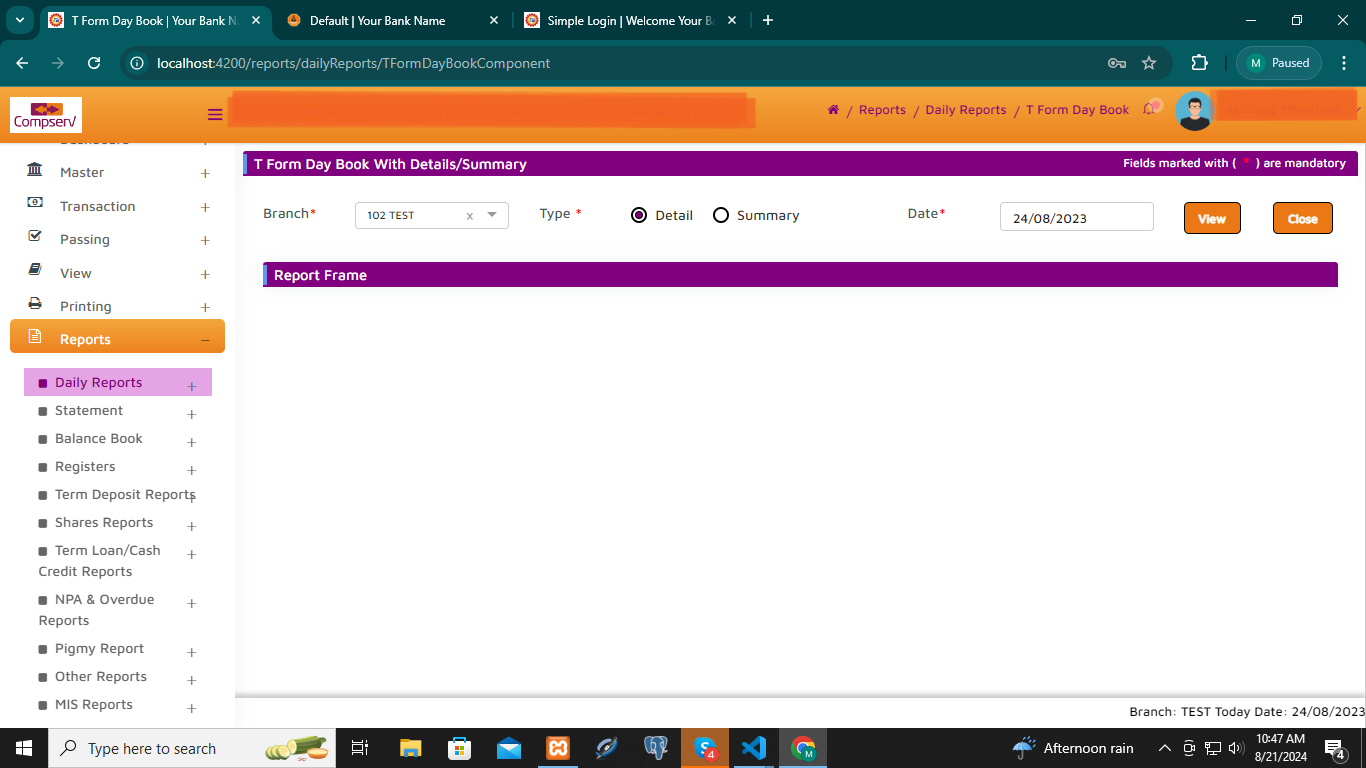 T Form Day Book | Your Bank N
Default | Your Bank Name
Simple Login | Welcome Your B
localhost:4200/reports/dailyReports/TFormDayBookComponent
M Paused
Compserv
/ Reports / Daily Reports / T Form Day Book
Dashboard +
Master +
Transaction +
Passing +
View +
Printing +
Reports −
Daily Reports +
Statement +
Balance Book +
Registers +
Term Deposit Reports +
Shares Reports +
Term Loan/Cash +
Credit Reports
NPA & Overdue +
Reports
Pigmy Report +
Other Reports +
MIS Reports +
T Form Day Book With Details/Summary
Fields marked with ( * ) are mandatory
Branch* 102 TEST x Type * Detail Summary Date* 24/08/2023 View Close
Report Frame
Branch: TEST Today Date: 24/08/2023
Type here to search
S 4
M
Afternoon rain
10:47 AM
8/21/2024
4